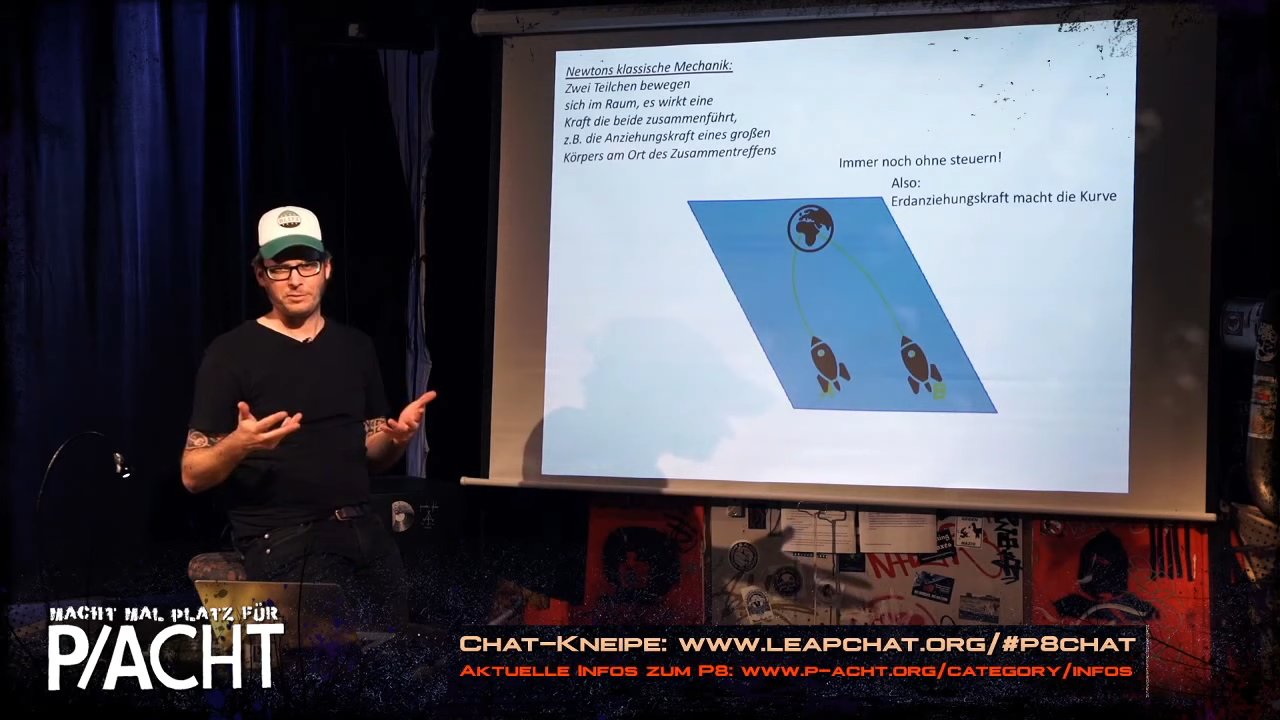 Newtons klassische Mechanik:
Zwei Teilchen bewegen
sich im Raum, es wirkt eine
Kraft die beide zusammenführt,
z.B. die Anziehungskraft eines großen
Körpers am Ort des Zusammentreffens
Immer noch ohne steuern!
Also:
Erdanziehungskraft macht die Kurve
MACHT MAL PLATZ FÜR
P/ACHT
Chat-Kneipe: www.leapchat.org/#p8chat
Aktuelle Infos zum P8: www.p-acht.org/category/infos